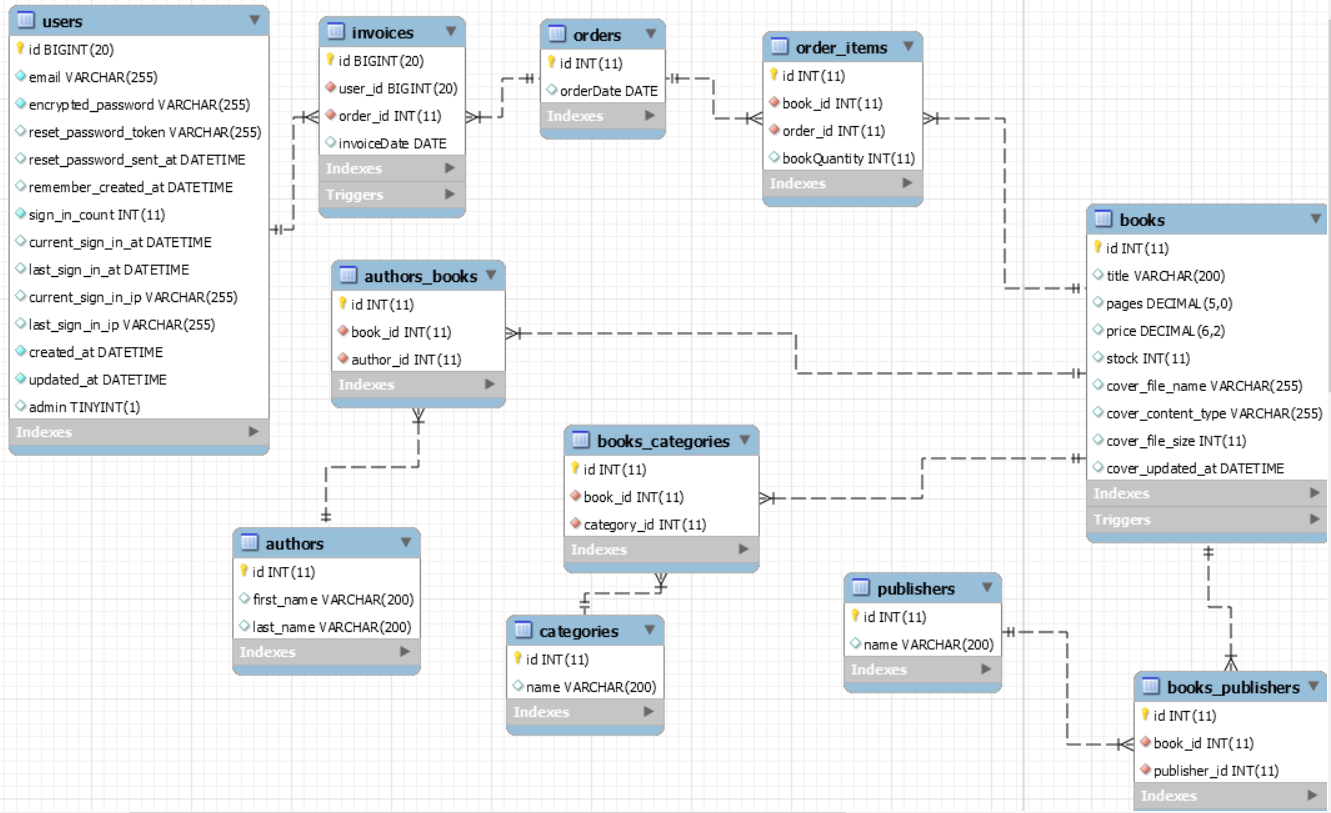 users
id BIGINT(20)
email VARCHAR(255)
encrypted_password VARCHAR(255)
reset_password_token VARCHAR(255)
reset_password_sent_at DATETIME
remember_created_at DATETIME
sign_in_count INT(11)
current_sign_in_at DATETIME
last_sign_in_at DATETIME
current_sign_in_ip VARCHAR(255)
last_sign_in_ip VARCHAR(255)
created_at DATETIME
updated_at DATETIME
admin TINYINT(1)
Indexes
invoices
id BIGINT(20)
user_id BIGINT(20)
order_id INT(11)
invoiceDate DATE
Indexes
Triggers
orders
id INT(11)
orderDate DATE
Indexes
order_items
id INT(11)
book_id INT(11)
order_id INT(11)
bookQuantity INT(11)
Indexes
books
id INT(11)
title VARCHAR(200)
pages DECIMAL(5,0)
price DECIMAL(6,2)
stock INT(11)
cover_file_name VARCHAR(255)
cover_content_type VARCHAR(255)
cover_file_size INT(11)
cover_updated_at DATETIME
Indexes
Triggers
authors_books
id INT(11)
book_id INT(11)
author_id INT(11)
Indexes
books_categories
id INT(11)
book_id INT(11)
category_id INT(11)
Indexes
authors
id INT(11)
first_name VARCHAR(200)
last_name VARCHAR(200)
Indexes
categories
id INT(11)
name VARCHAR(200)
Indexes
publishers
id INT(11)
name VARCHAR(200)
Indexes
books_publishers
id INT(11)
book_id INT(11)
publisher_id INT(11)
Indexes